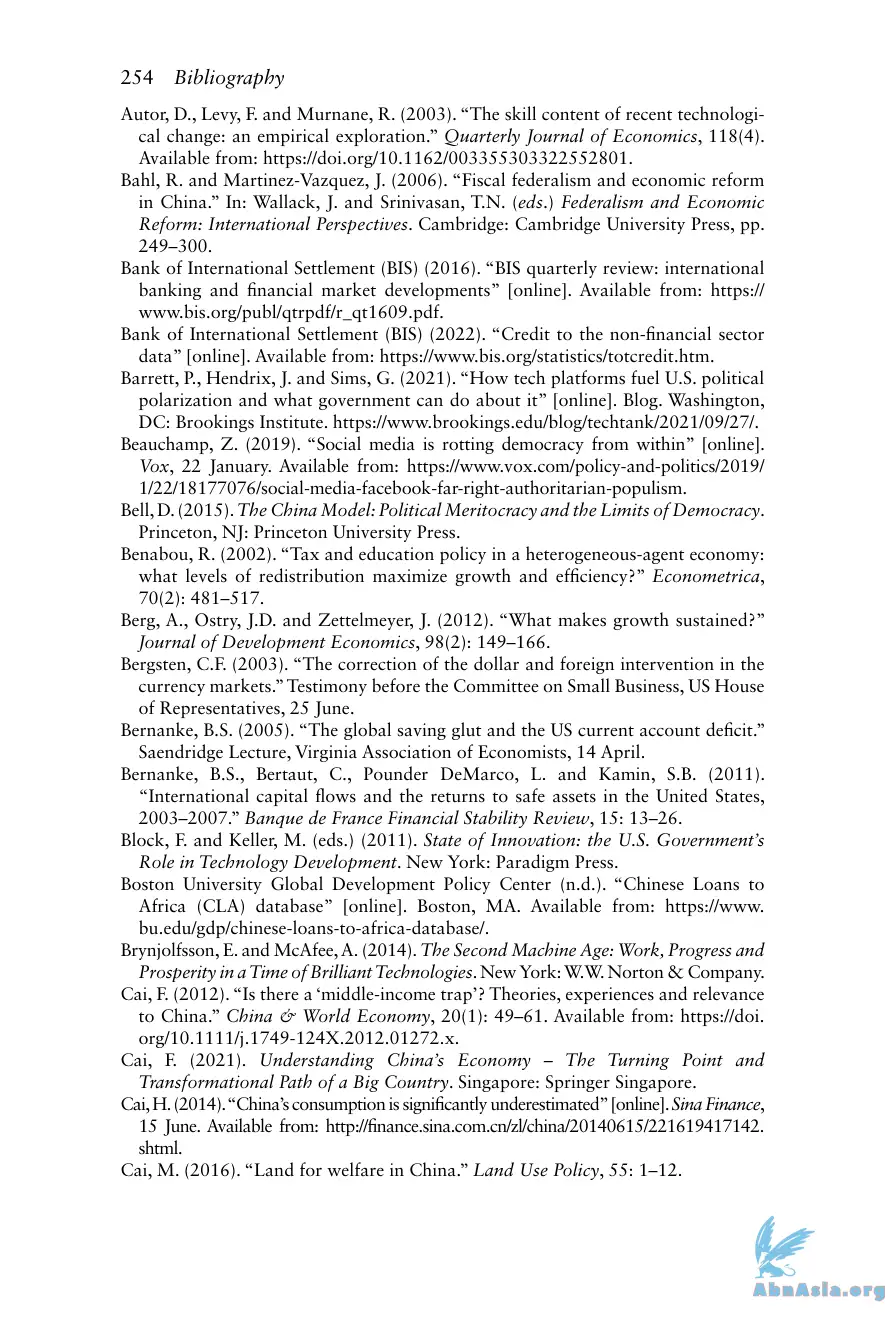 254 Bibliography
Autor, D., Levy, F. and Murnane, R. (2003). “The skill content of recent technologi-
cal change: an empirical exploration.” Quarterly Journal of Economics, 118(4).
Available from: https://doi.org/10.1162/003355303322552801.
Bahl, R. and Martinez-Vazquez, J. (2006). “Fiscal federalism and economic reform
in China.” In: Wallack, J. and Srinivasan, T.N. (eds.) Federalism and Economic
Reform: International Perspectives. Cambridge: Cambridge University Press, pp.
249–300.
Bank of International Settlement (BIS) (2016). “BIS quarterly review: international
banking and financial market developments” [online]. Available from: https://
www.bis.org/publ/qtrpdf/r_qt1609.pdf.
Bank of International Settlement (BIS) (2022). “Credit to the non-financial sector
data” [online]. Available from: https://www.bis.org/statistics/totcredit.htm.
Barrett, P., Hendrix, J. and Sims, G. (2021). “How tech platforms fuel U.S. political
polarization and what government can do about it” [online]. Blog. Washington,
DC: Brookings Institute. https://www.brookings.edu/blog/techtank/2021/09/27/.
Beauchamp, Z. (2019). “Social media is rotting democracy from within” [online].
Vox, 22 January. Available from: https://www.vox.com/policy-and-politics/2019/
1/22/18177076/social-media-facebook-far-right-authoritarian-populism.
Bell, D. (2015). The China Model: Political Meritocracy and the Limits of Democracy.
Princeton, NJ: Princeton University Press.
Benabou, R. (2002). “Tax and education policy in a heterogeneous-agent economy:
what levels of redistribution maximize growth and efficiency?” Econometrica,
70(2): 481–517.
Berg, A., Ostry, J.D. and Zettelmeyer, J. (2012). “What makes growth sustained?”
Journal of Development Economics, 98(2): 149–166.
Bergsten, C.F. (2003). “The correction of the dollar and foreign intervention in the
currency markets.” Testimony before the Committee on Small Business, US House
of Representatives, 25 June.
Bernanke, B.S. (2005). “The global saving glut and the US current account deficit.”
Saendridge Lecture, Virginia Association of Economists, 14 April.
Bernanke, B.S., Bertaut, C., Pounder DeMarco, L. and Kamin, S.B. (2011).
“International capital flows and the returns to safe assets in the United States,
2003–2007.” Banque de France Financial Stability Review, 15: 13–26.
Block, F. and Keller, M. (eds.) (2011). State of Innovation: the U.S. Government’s
Role in Technology Development. New York: Paradigm Press.
Boston University Global Development Policy Center (n.d.). “Chinese Loans to
Africa (CLA) database” [online]. Boston, MA. Available from: https://www.
bu.edu/gdp/chinese-loans-to-africa-database/.
Brynjolfsson, E. and McAfee, A. (2014). The Second Machine Age: Work, Progress and
Prosperity in a Time of Brilliant Technologies. New York: W.W. Norton & Company.
Cai, F. (2012). “Is there a ‘middle-income trap’? Theories, experiences and relevance
to China.” China & World Economy, 20(1): 49–61. Available from: https://doi.
org/10.1111/j.1749-124X.2012.01272.x.
Cai, F. (2021). Understanding China’s Economy – The Turning Point and
Transformational Path of a Big Country. Singapore: Springer Singapore.
Cai, H. (2014). “China’s consumption is significantly underestimated” [online]. Sina Finance,
15 June. Available from: http://finance.sina.com.cn/zl/china/20140615/221619417142.
shtml.
Cai, M. (2016). “Land for welfare in China.” Land Use Policy, 55: 1–12.
AbnAsia.org